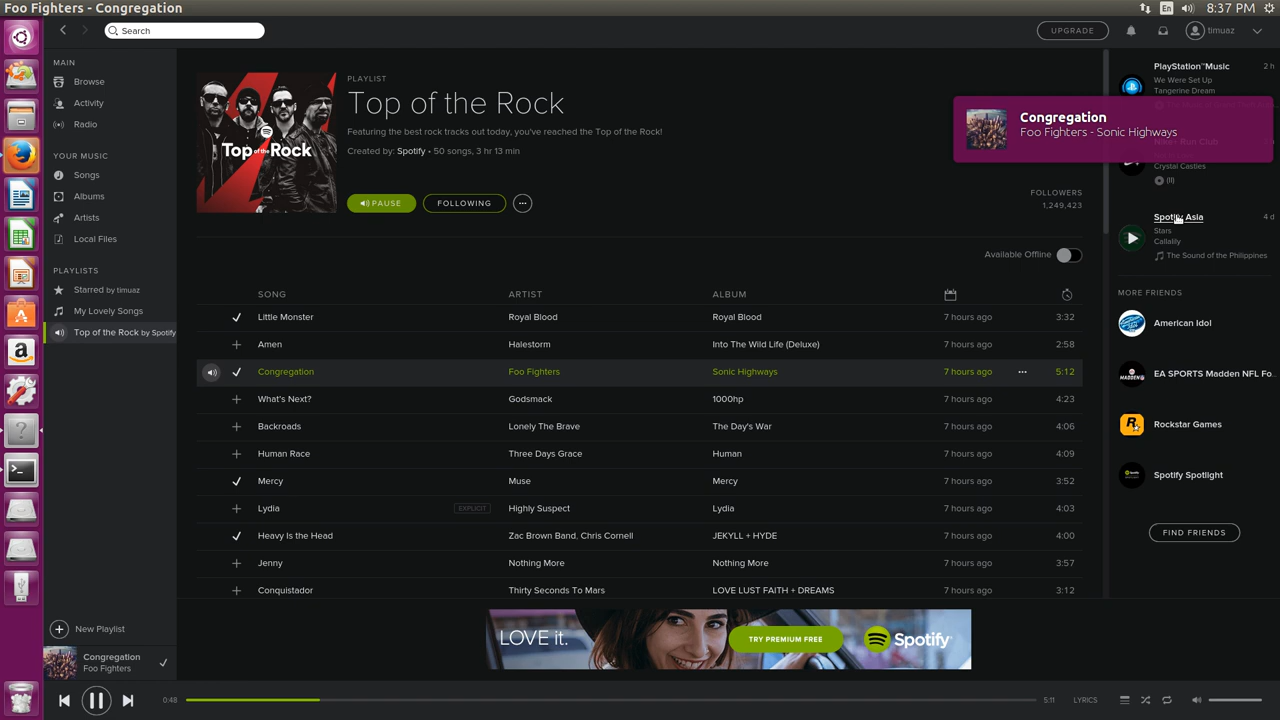 Foo Fighters - Congregation
En
8:37 PM
Search
UPGRADE
timuaz
MAIN
Browse
Activity
Radio
YOUR MUSIC
Songs
Albums
Artists
Local Files
PLAYLISTS
Starred by timuaz
My Lovely Songs
Top of the Rock by Spotify
New Playlist
Congregation
Foo Fighters
Top of the Rock
PLAYLIST
Top of the Rock
Featuring the best rock tracks out today, you've reached the Top of the Rock!
Created by: Spotify • 50 songs, 3 hr 13 min
PAUSE
FOLLOWING
FOLLOWERS
1,249,423
Available Offline
SONG ARTIST ALBUM
Little Monster Royal Blood Royal Blood 7 hours ago 3:32
Amen Halestorm Into The Wild Life (Deluxe) 7 hours ago 2:58
Congregation Foo Fighters Sonic Highways 7 hours ago 5:12
What's Next? Godsmack 1000hp 7 hours ago 4:23
Backroads Lonely The Brave The Day's War 7 hours ago 4:06
Human Race Three Days Grace Human 7 hours ago 4:09
Mercy Muse Mercy 7 hours ago 3:52
Lydia EXPLICIT Highly Suspect Lydia 7 hours ago 4:03
Heavy Is the Head Zac Brown Band, Chris Cornell JEKYLL + HYDE 7 hours ago 4:00
Jenny Nothing More Nothing More 7 hours ago 3:57
Conquistador Thirty Seconds To Mars LOVE LUST FAITH + DREAMS 7 hours ago 3:12
PlayStation™Music 2 h
We Were Set Up
Tangerine Dream
Congregation
Foo Fighters - Sonic Highways
Crystal Castles
(II)
Spotify Asia 4 d
Stars
Callalily
The Sound of the Philippines
MORE FRIENDS
American Idol
EA SPORTS Madden NFL Fo
Rockstar Games
Spotify Spotlight
FIND FRIENDS
LOVE it.
TRY PREMIUM FREE
Spotify
0:48
5:11
LYRICS